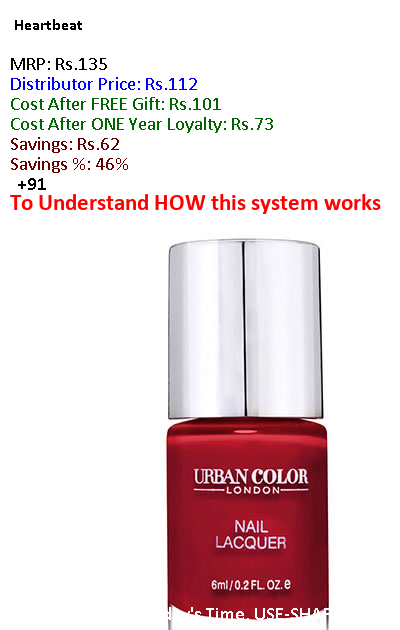 Heartbeat
MRP: Rs.135
Distributor Price: Rs.112
Cost After FREE Gift: Rs.101
Cost After ONE Year Loyalty: Rs.73
Savings: Rs.62
Savings %: 46%
+91
To Understand HOW this system works
URBAN COLOR
LONDON
NAIL
LACQUER
6ml/0.2 FL. OZ.e
Time. USE-SHAR